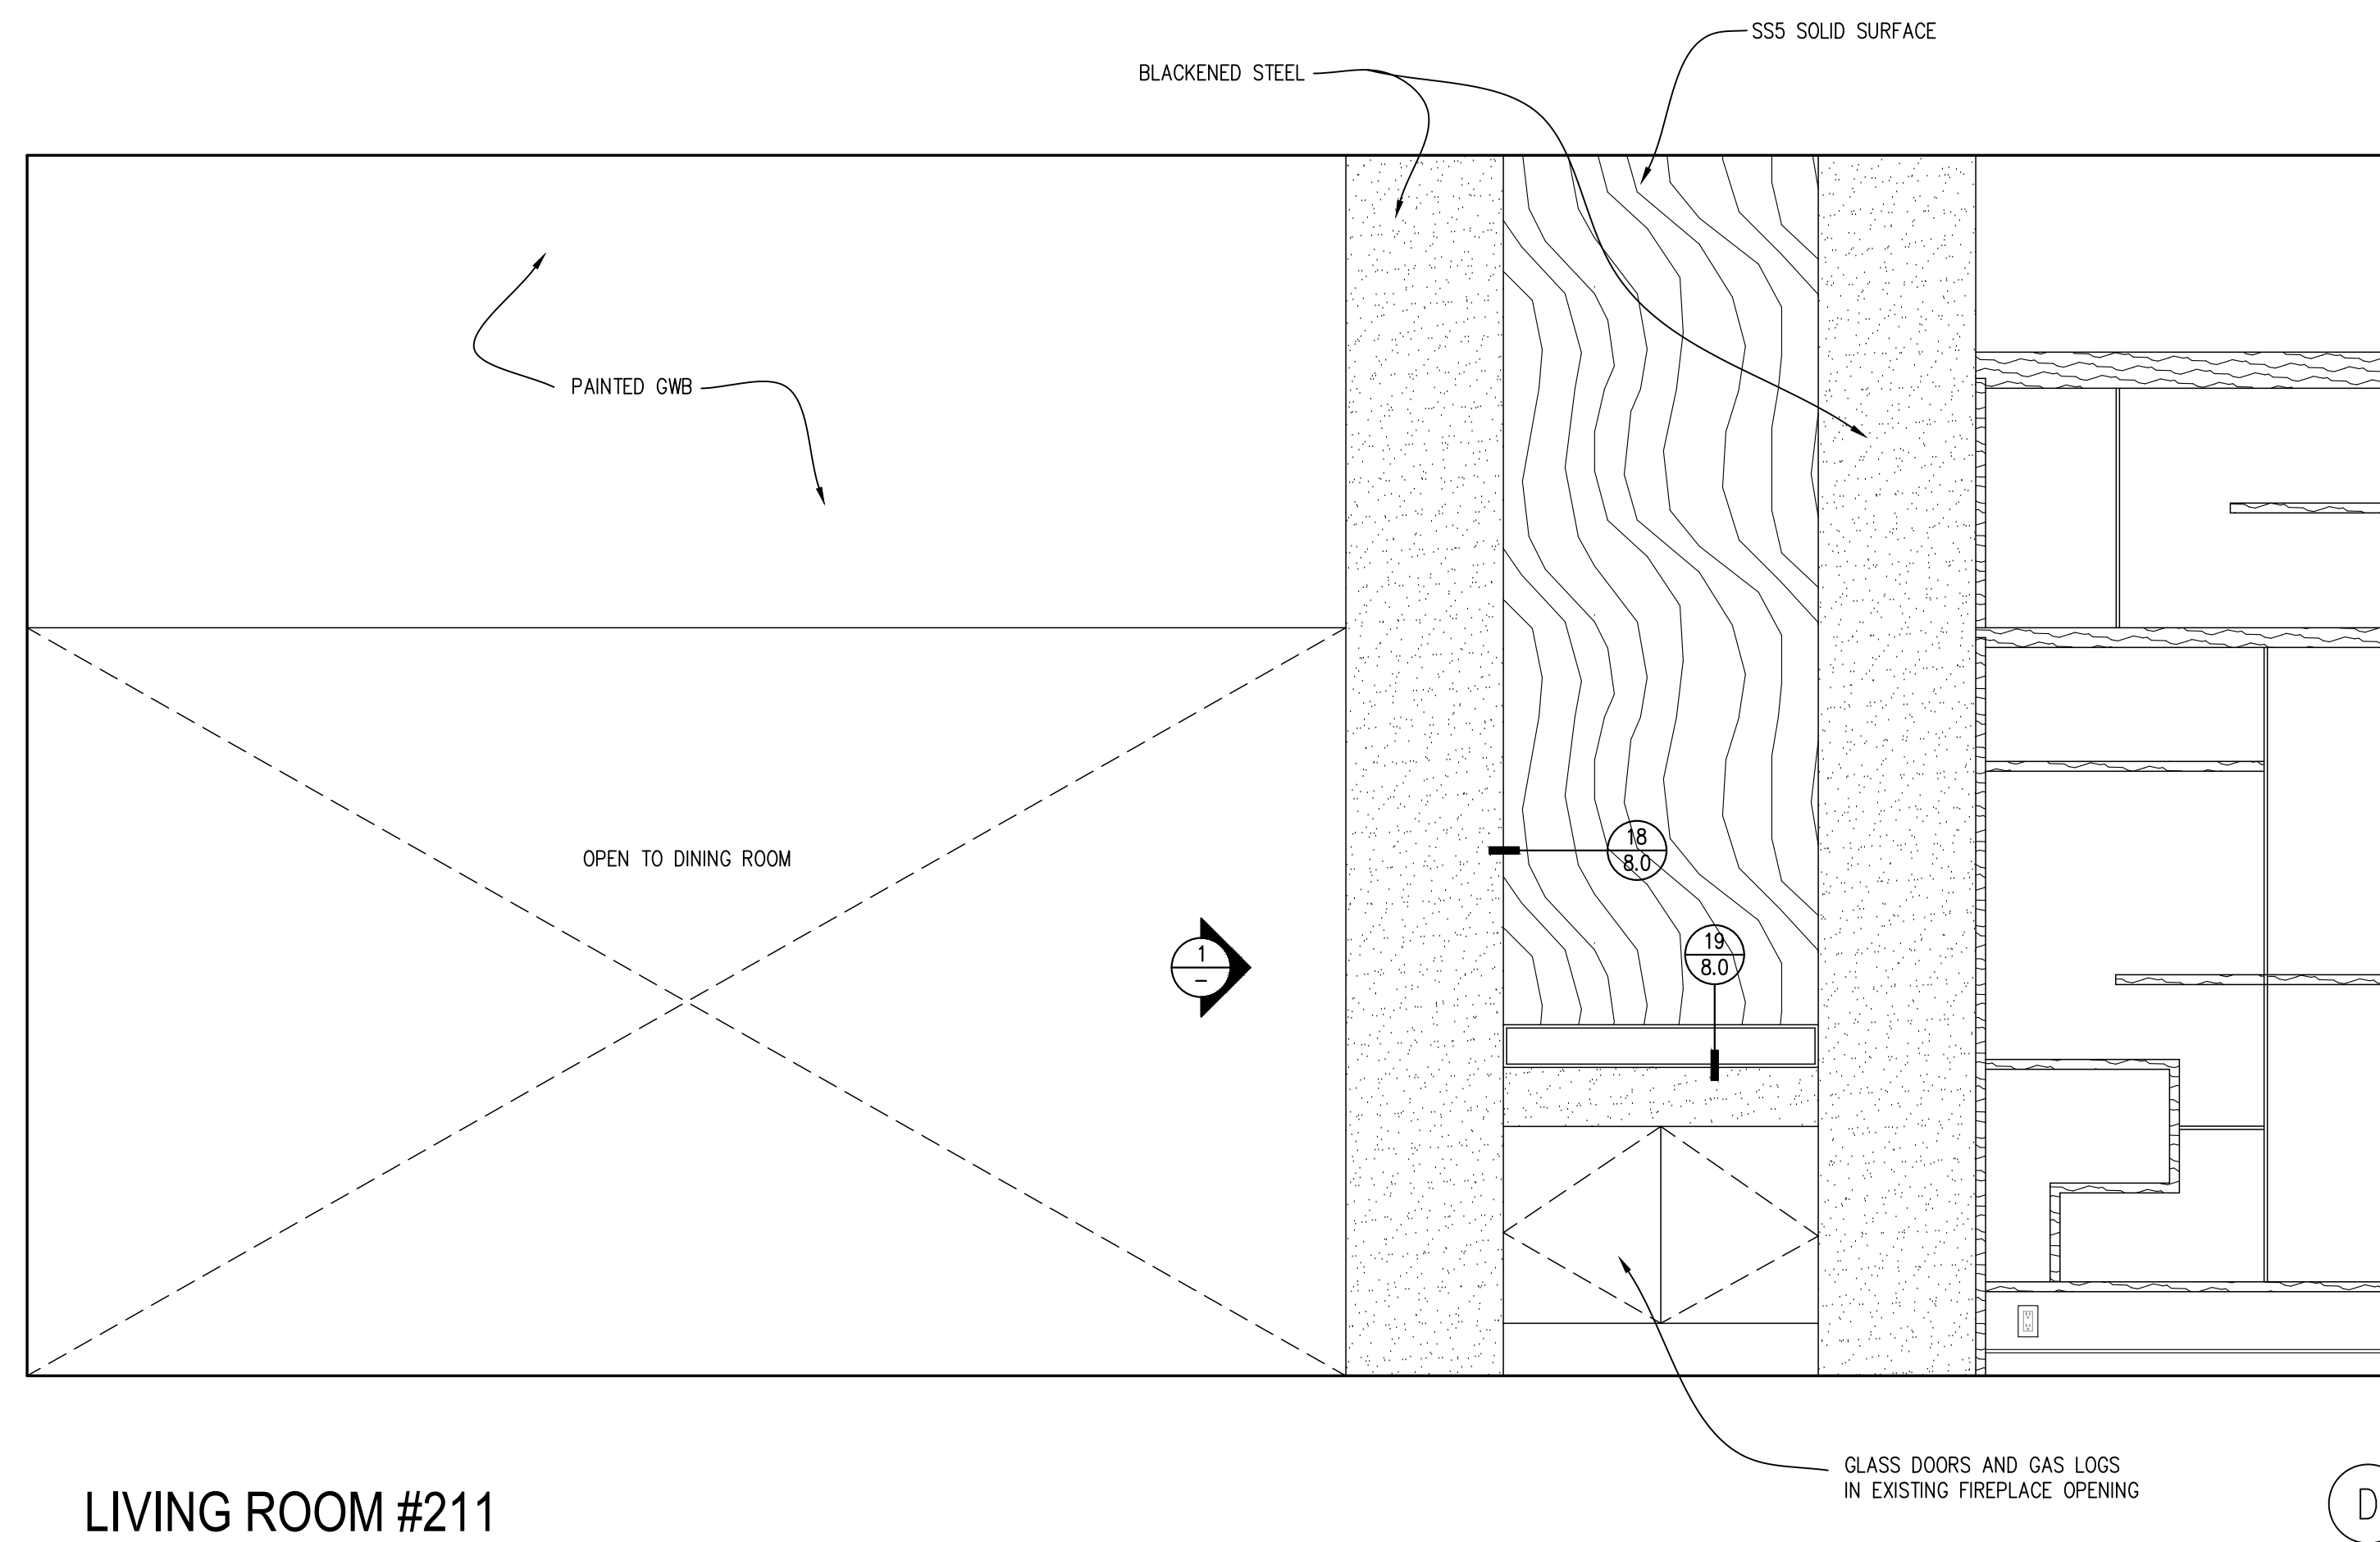 SS5 SOLID SURFACE
BLACKENED STEEL
PAINTED GWB
OPEN TO DINING ROOM
18
8.0
19
8.0
1
–
GLASS DOORS AND GAS LOGS
IN EXISTING FIREPLACE OPENING
LIVING ROOM #211
D